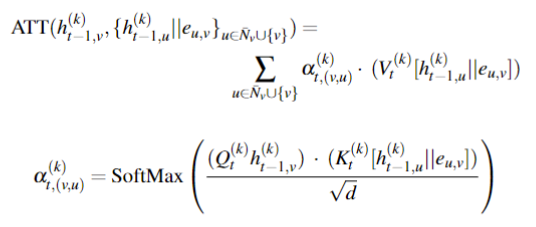 ATT(h_{t−1,v}^{(k)}, {h_{t−1,u}^{(k)}||e_{u,v}}_{u∈Ñ_v∪{v}}) =
∑_{u∈Ñ_v∪{v}} α_{t,(v,u)}^{(k)} · (V_t^{(k)}[h_{t−1,u}^{(k)}||e_{u,v}])
α_{t,(v,u)}^{(k)} = SoftMax ( (Q_t^{(k)} h_{t−1,v}^{(k)}) · (K_t^{(k)}[h_{t−1,u}^{(k)}||e_{u,v}]) / √d )